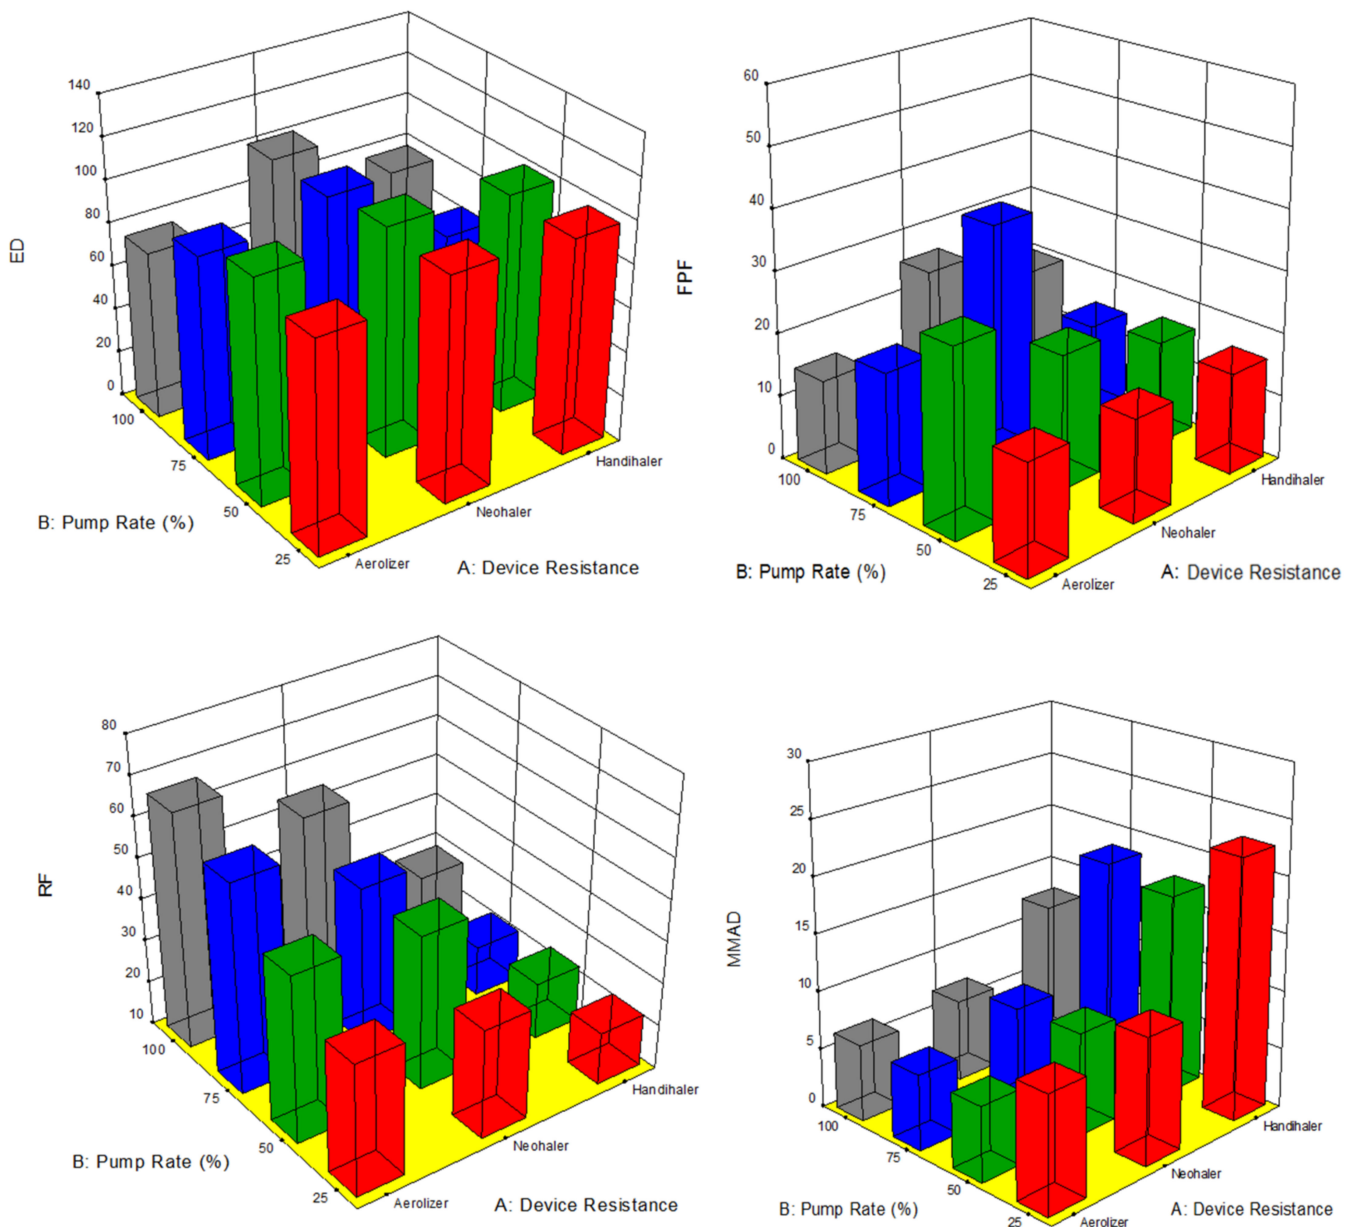 ED
140
120
100
80
60
40
20
0
100
75
50
25
B: Pump Rate (%)
Aerolizer
Neohaler
Handihaler
A: Device Resistance
FPF
60
50
40
30
20
10
0
100
75
50
25
B: Pump Rate (%)
Aerolizer
Neohaler
Handihaler
A: Device Resistance
RF
80
70
60
50
40
30
20
10
100
75
50
25
B: Pump Rate (%)
Aerolizer
Neohaler
Handihaler
A: Device Resistance
MMAD
30
25
20
15
10
5
0
100
75
50
25
B: Pump Rate (%)
Aerolizer
Neohaler
Handihaler
A: Device Resistance